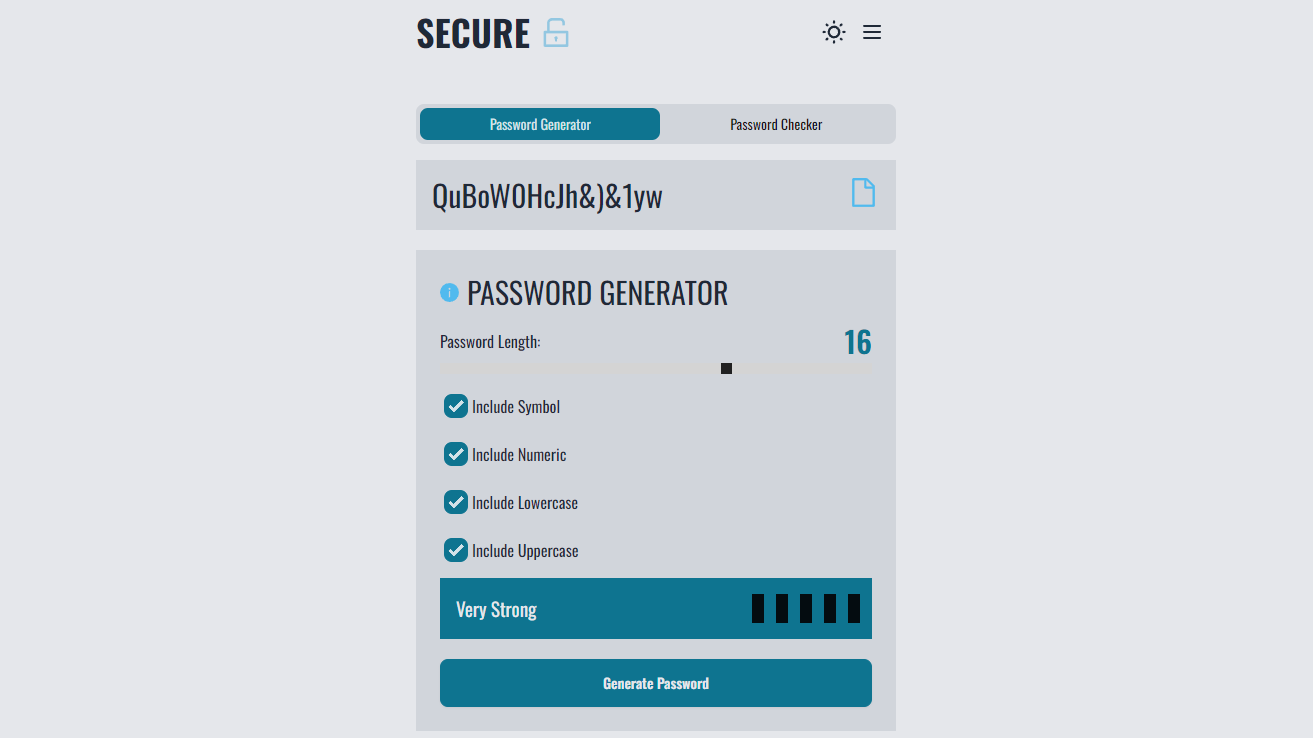 SECURE
Password Generator
Password Checker
QuBoW0HcJh&)&1yw
PASSWORD GENERATOR
Password Length:
16
Include Symbol
Include Numeric
Include Lowercase
Include Uppercase
Very Strong
Generate Password